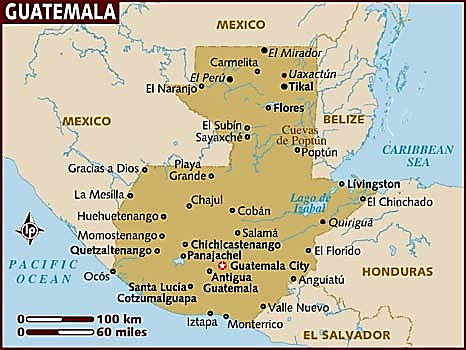 GUATEMALA
MEXICO
El Mirador
Carmelita
El Perú
Uaxactún
Tikal
El Naranjo
Flores
MEXICO
BELIZE
El Subín
Sayaxché
Cuevas
de Poptún
Poptún
CARIBBEAN
SEA
Gracias a Dios
Playa
Grande
La Mesilla
Chajul
Lívingston
Lago de
Izabal
El Chinchado
Huehuetenango
Cobán
Quiriguá
Momostenango
Salamá
Quetzaltenango
Chichicastenango
El Florido
Panajachel
PACIFIC
OCEAN
Guatemala City
HONDURAS
Ocós
Antigua
Guatemala
Anguiatú
Santa Lucía
Cotzumalguapa
Valle Nuevo
Iztapa
Monterrico
EL SALVADOR
lp
0
100 km
0
60 miles